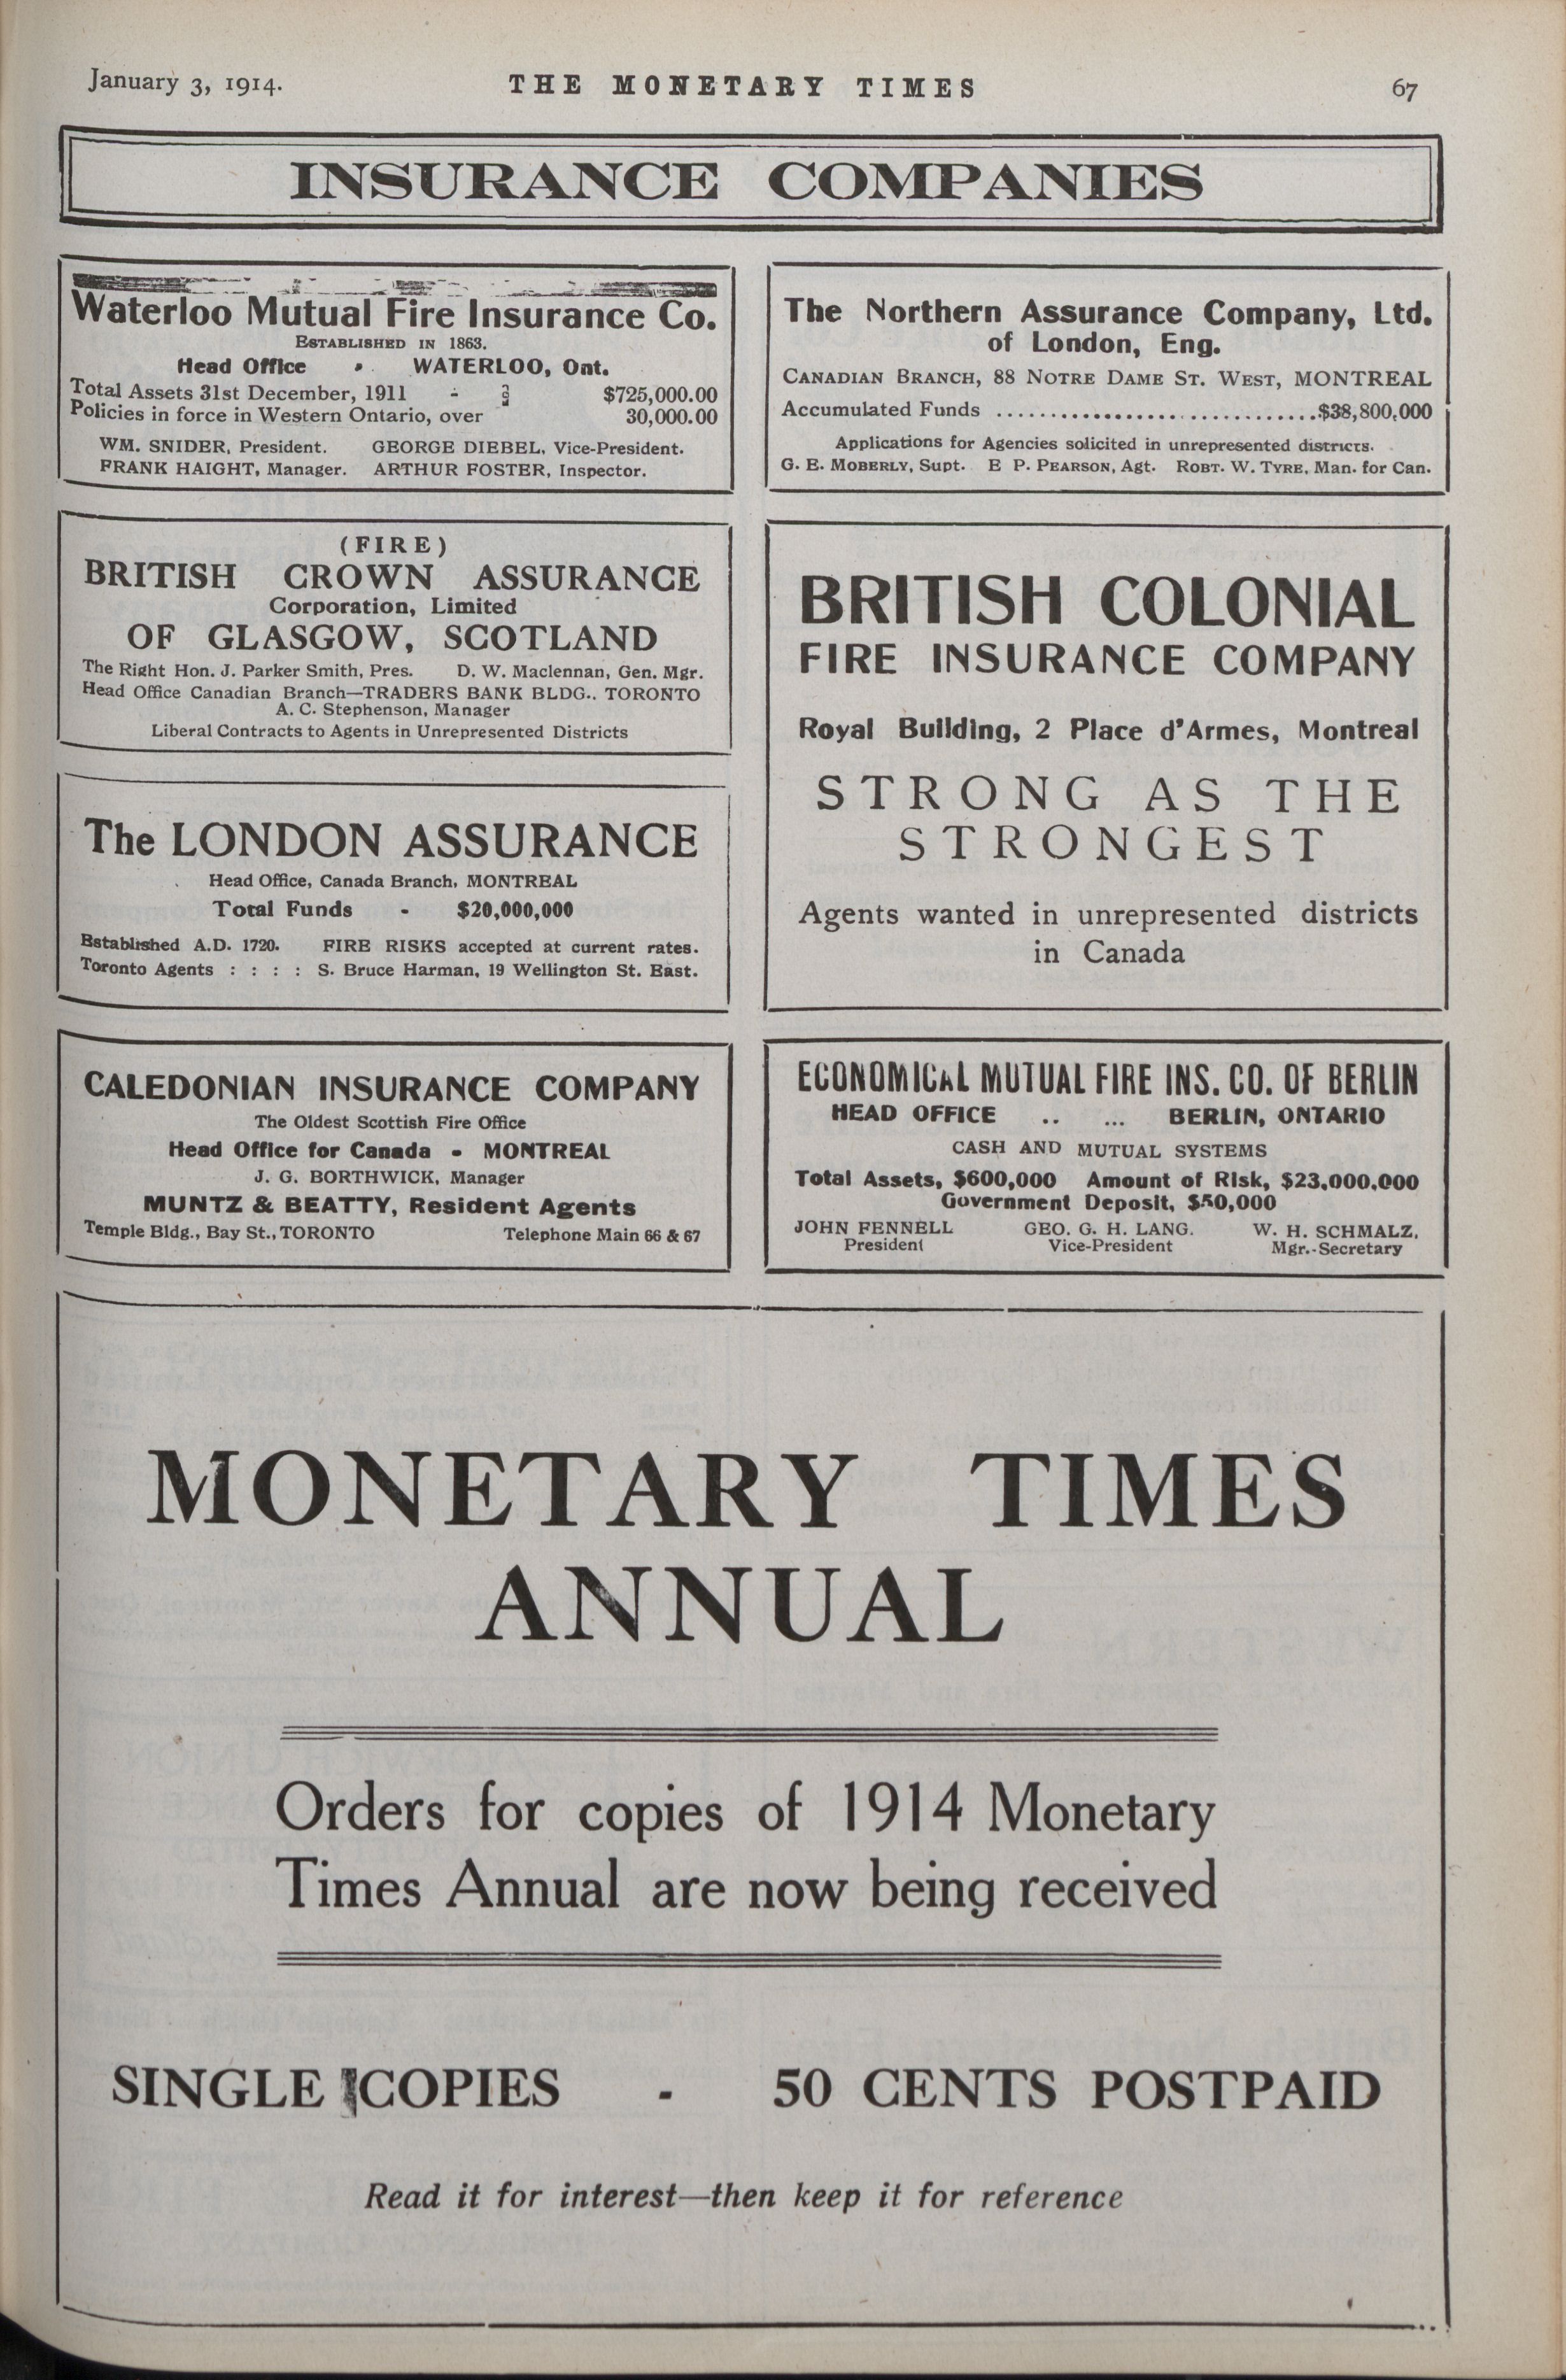 January 3, 1914.
THE MONETARY TIMES
67
INSURANCE COMPANIES
Waterloo Mutual Fire Insurance Co.
ESTABLISHED IN 1863.
Head Office - WATERLOO, Ont.
Total Assets 31st December, 1911 - - $725,000.00
Policies in force in Western Ontario, over 30,000.00
WM. SNIDER, President. GEORGE DIEBEL, Vice-President.
FRANK HAIGHT, Manager. ARTHUR FOSTER, Inspector.
The Northern Assurance Company, Ltd.
of London, Eng.
CANADIAN BRANCH, 88 NOTRE DAME ST. WEST, MONTREAL
Accumulated Funds ..............................$38,800,000
Applications for Agencies solicited in unrepresented districts.
G. E. MOBERLY, Supt. E P. PEARSON, Agt. ROBT. W. TYRE, Man. for Can.
(FIRE)
BRITISH CROWN ASSURANCE
Corporation, Limited
OF GLASGOW, SCOTLAND
The Right Hon. J. Parker Smith, Pres. D. W. Maclennan, Gen. Mgr.
Head Office Canadian Branch—TRADERS BANK BLDG., TORONTO
A. C. Stephenson, Manager
Liberal Contracts to Agents in Unrepresented Districts
BRITISH COLONIAL
FIRE INSURANCE COMPANY
Royal Building, 2 Place d'Armes, Montreal
STRONG AS THE
STRONGEST
Agents wanted in unrepresented districts
in Canada
The LONDON ASSURANCE
Head Office, Canada Branch, MONTREAL
Total Funds - $20,000,000
Established A.D. 1720. FIRE RISKS accepted at current rates.
Toronto Agents : : : : S. Bruce Harman, 19 Wellington St. East.
CALEDONIAN INSURANCE COMPANY
The Oldest Scottish Fire Office
Head Office for Canada - MONTREAL
J. G. BORTHWICK, Manager
MUNTZ & BEATTY, Resident Agents
Temple Bldg., Bay St., TORONTO Telephone Main 66 & 67
ECONOMICAL MUTUAL FIRE INS. CO. OF BERLIN
HEAD OFFICE .. ... BERLIN, ONTARIO
CASH AND MUTUAL SYSTEMS
Total Assets, $600,000 Amount of Risk, $23,000,000
Government Deposit, $50,000
JOHN FENNELL GEO. G. H. LANG. W. H. SCHMALZ,
President Vice-President Mgr.-Secretary
MONETARY TIMES
ANNUAL
Orders for copies of 1914 Monetary
Times Annual are now being received
SINGLE COPIES - 50 CENTS POSTPAID
Read it for interest—then keep it for reference